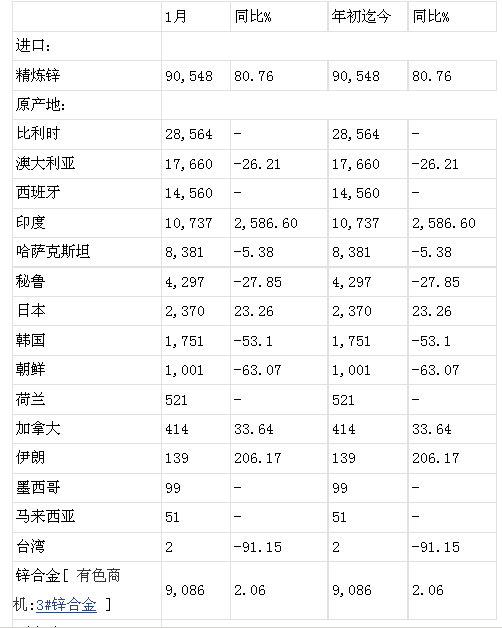 1月 同比% 年初迄今 同比%
进口:
精炼锌 90,548 80.76 90,548 80.76
原产地:
比利时 28,564 - 28,564 -
澳大利亚 17,660 -26.21 17,660 -26.21
西班牙 14,560 - 14,560 -
印度 10,737 2,586.60 10,737 2,586.60
哈萨克斯坦 8,381 -5.38 8,381 -5.38
秘鲁 4,297 -27.85 4,297 -27.85
日本 2,370 23.26 2,370 23.26
韩国 1,751 -53.1 1,751 -53.1
朝鲜 1,001 -63.07 1,001 -63.07
荷兰 521 - 521 -
加拿大 414 33.64 414 33.64
伊朗 139 206.17 139 206.17
墨西哥 99 - 99 -
马来西亚 51 - 51 -
台湾 2 -91.15 2 -91.15
锌合金[ 有色商
机:3#锌合金 ] 9,086 2.06 9,086 2.06